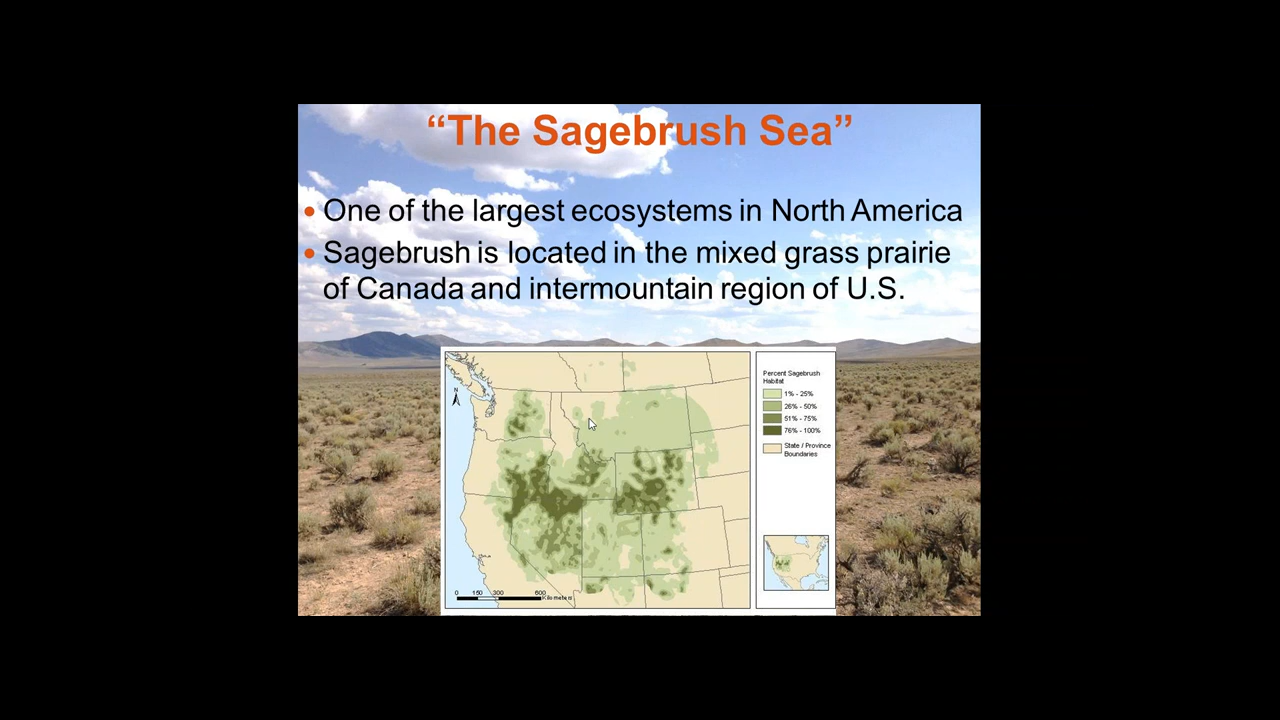 “The Sagebrush Sea”
• One of the largest ecosystems in North America
• Sagebrush is located in the mixed grass prairie
of Canada and intermountain region of U.S.
Percent Sagebrush
Habitat
1% - 25%
26% - 50%
51% - 75%
76% - 100%
State / Province
Boundaries
N
0 150 300 600
Kilometers